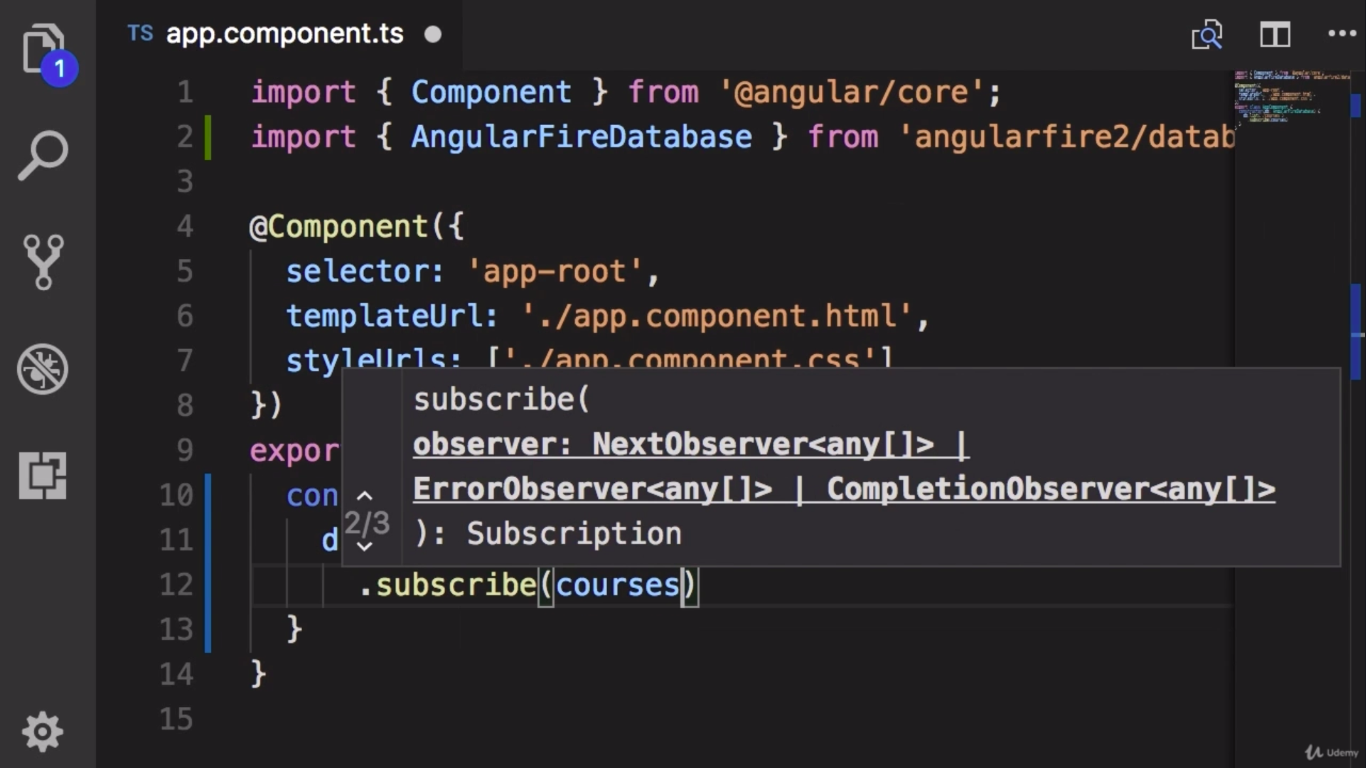 TS app.component.ts
1
1 import { Component } from '@angular/core';
2 import { AngularFireDatabase } from 'angularfire2/datab
3
4 @Component({
5 selector: 'app-root',
6 templateUrl: './app.component.html',
7 styleUrls: ['./app.component.css']
8 })
9 expor
10 con
11 d
12 .subscribe(courses)
13 }
14 }
15
2/3
subscribe(
observer: NextObserver<any[]> |
ErrorObserver<any[]> | CompletionObserver<any[]>
): Subscription
Udemy